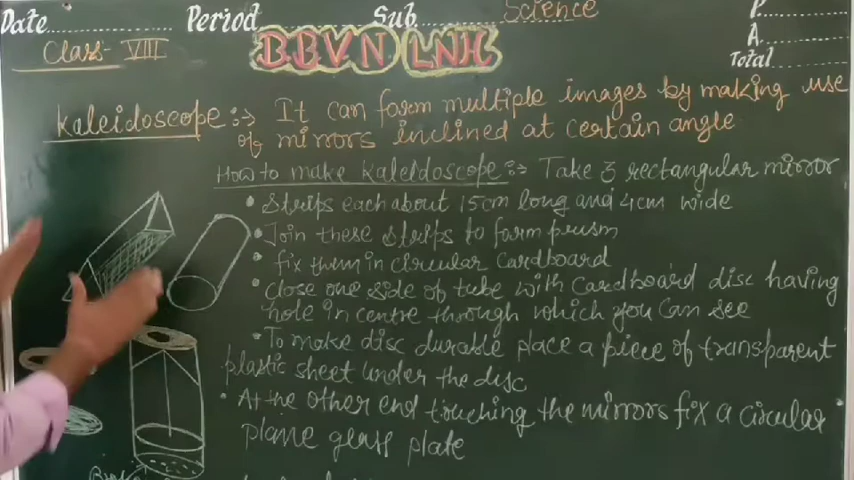 Date............ Period............ Sub............Science P............
Class- VIII BBVN LNH A............
Total............
Kaleidoscope :-> It can form multiple images by making use
of mirrors inclined at certain angle
How to make Kaleidoscope :-> Take 3 rectangular mirror
• Strips each about 15cm long and 4cm wide
• Join these strips to form prism
• fix them in circular cardboard
• close one side of tube with cardboard disc having
hole in centre through which you can see
• To make disc durable place a piece of transparent
plastic sheet under the disc
• At the other end touching the mirrors fix a circular
plane glass plate